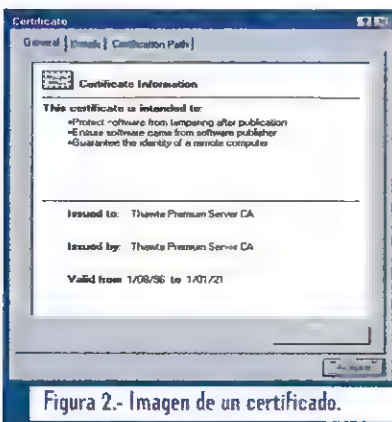 Certificado
General Details Certification Path
Certificate Information
This certificate is intended to:
•Protect software from tampering after publication
•Ensure software came from software publisher
•Guarantee the identity of a remote computer
Issued to: Thawte Premium Server CA
Issued by: Thawte Premium Server CA
Valid from 1/08/96 to 1/01/21
Figura 2.- Imagen de un certificado.